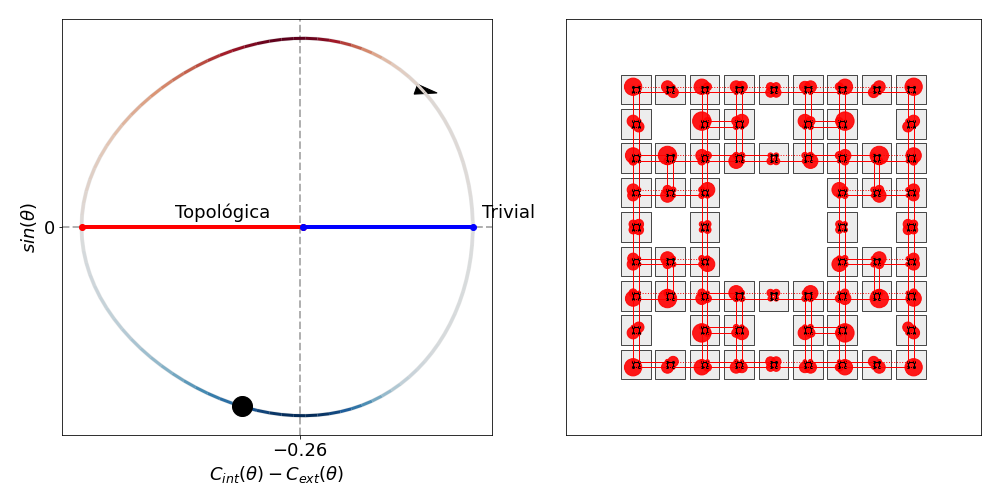 Topológica
Trivial
sin(θ)
0
−0.26
C_int(θ) − C_ext(θ)